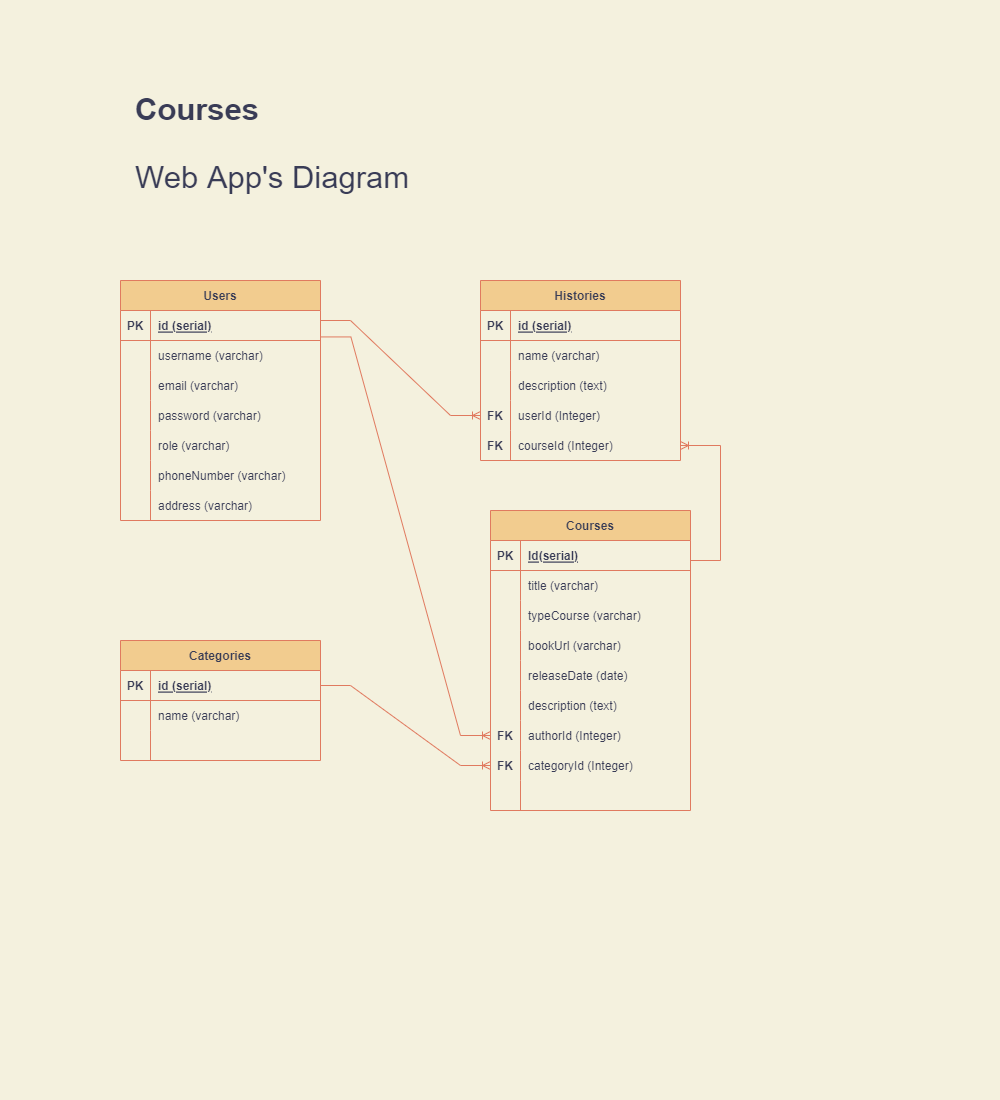 Courses
Web App's Diagram
Users
PK id (serial)
username (varchar)
email (varchar)
password (varchar)
role (varchar)
phoneNumber (varchar)
address (varchar)
Histories
PK id (serial)
name (varchar)
description (text)
FK userId (Integer)
FK courseId (Integer)
Courses
PK Id(serial)
title (varchar)
typeCourse (varchar)
bookUrl (varchar)
releaseDate (date)
description (text)
FK authorId (Integer)
FK categoryId (Integer)
Categories
PK id (serial)
name (varchar)